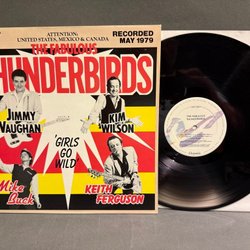 ATTENTION:
UNITED STATES, MEXICO & CANADA
RECORDED
MAY 1979
THE FABULOUS
HUNDERBIRDS
JIMMY
VAUGHAN
KIM
WILSON
"GIRLS
GO
WILD
Mike
Buck
KEITH
FERGUSON